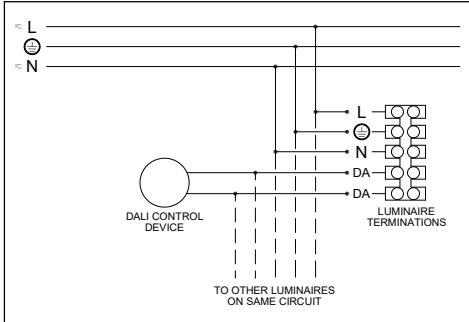 ~ L
~ N
L
N
DA
DA
DALI CONTROL
DEVICE
LUMINAIRE
TERMINATIONS
TO OTHER LUMINAIRES
ON SAME CIRCUIT